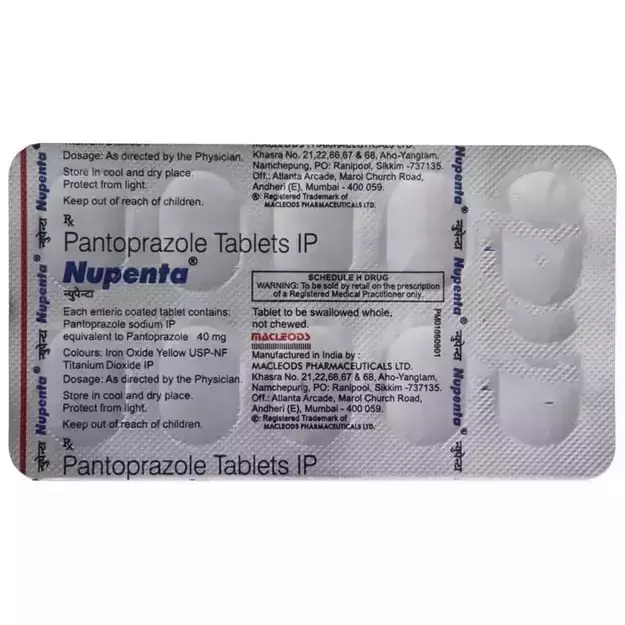 Dosage: As directed by the Physician.
Store in cool and dry place.
Protect from light.
Keep out of reach of children.
MACLEODS PHARMACEUTICALS LTD.
Khasra No. 21,22,66,67 & 68, Aho-Yangtam,
Namchepung, PO: Ranipool, Sikkim -737135.
Off.: Atlanta Arcade, Marol Church Road,
Andheri (E), Mumbai - 400 059.
®: Registered Trademark of
MACLEODS PHARMACEUTICALS LTD.
Rx
Pantoprazole Tablets IP
Nupenta®
न्युपेन्टा
SCHEDULE H DRUG
WARNING: To be sold by retail on the prescription
of a Registered Medical Practitioner only.
Each enteric coated tablet contains:
Pantoprazole sodium IP
equivalent to Pantoprazole 40 mg
Colours: Iron Oxide Yellow USP-NF
Titanium Dioxide IP
Dosage: As directed by the Physician.
Store in cool and dry place.
Protect from light.
Keep out of reach of children.
Tablet to be swallowed whole,
not chewed.
MACLEODS
Manufactured in India by :
MACLEODS PHARMACEUTICALS LTD.
Khasra No. 21,22,66,67 & 68, Aho-Yangtam,
Namchepung, PO: Ranipool, Sikkim -737135.
Off.: Atlanta Arcade, Marol Church Road,
Andheri (E), Mumbai - 400 059.
®: Registered Trademark of
MACLEODS PHARMACEUTICALS LTD.
Rx
Pantoprazole Tablets IP
न्युपेन्टा Nupenta® न्युपेन्टा Nupenta® न्युपेन्टा Nupenta
Nupenta® न्युपेन्टा Nupenta® न्युपेन्टा Nupenta® न्युपेन्टा